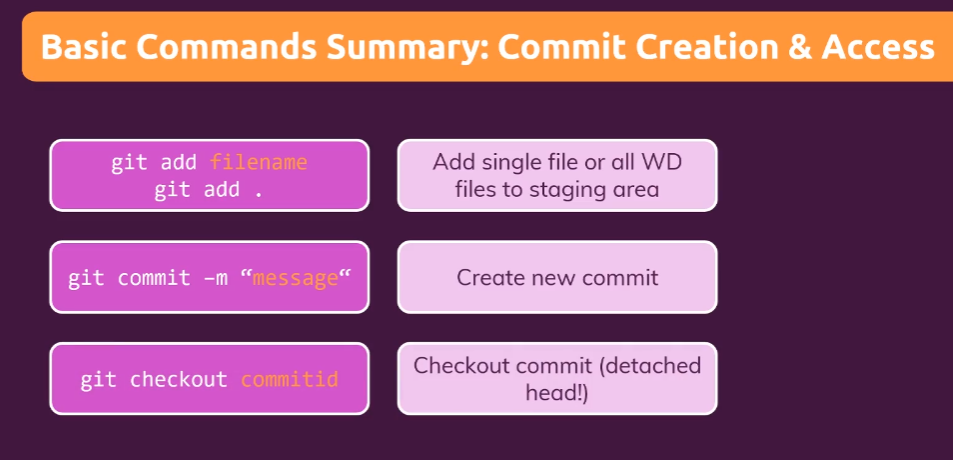 Basic Commands Summary: Commit Creation & Access
git add filename
git add .
Add single file or all WD
files to staging area
git commit –m “message“
Create new commit
git checkout commitid
Checkout commit (detached
head!)